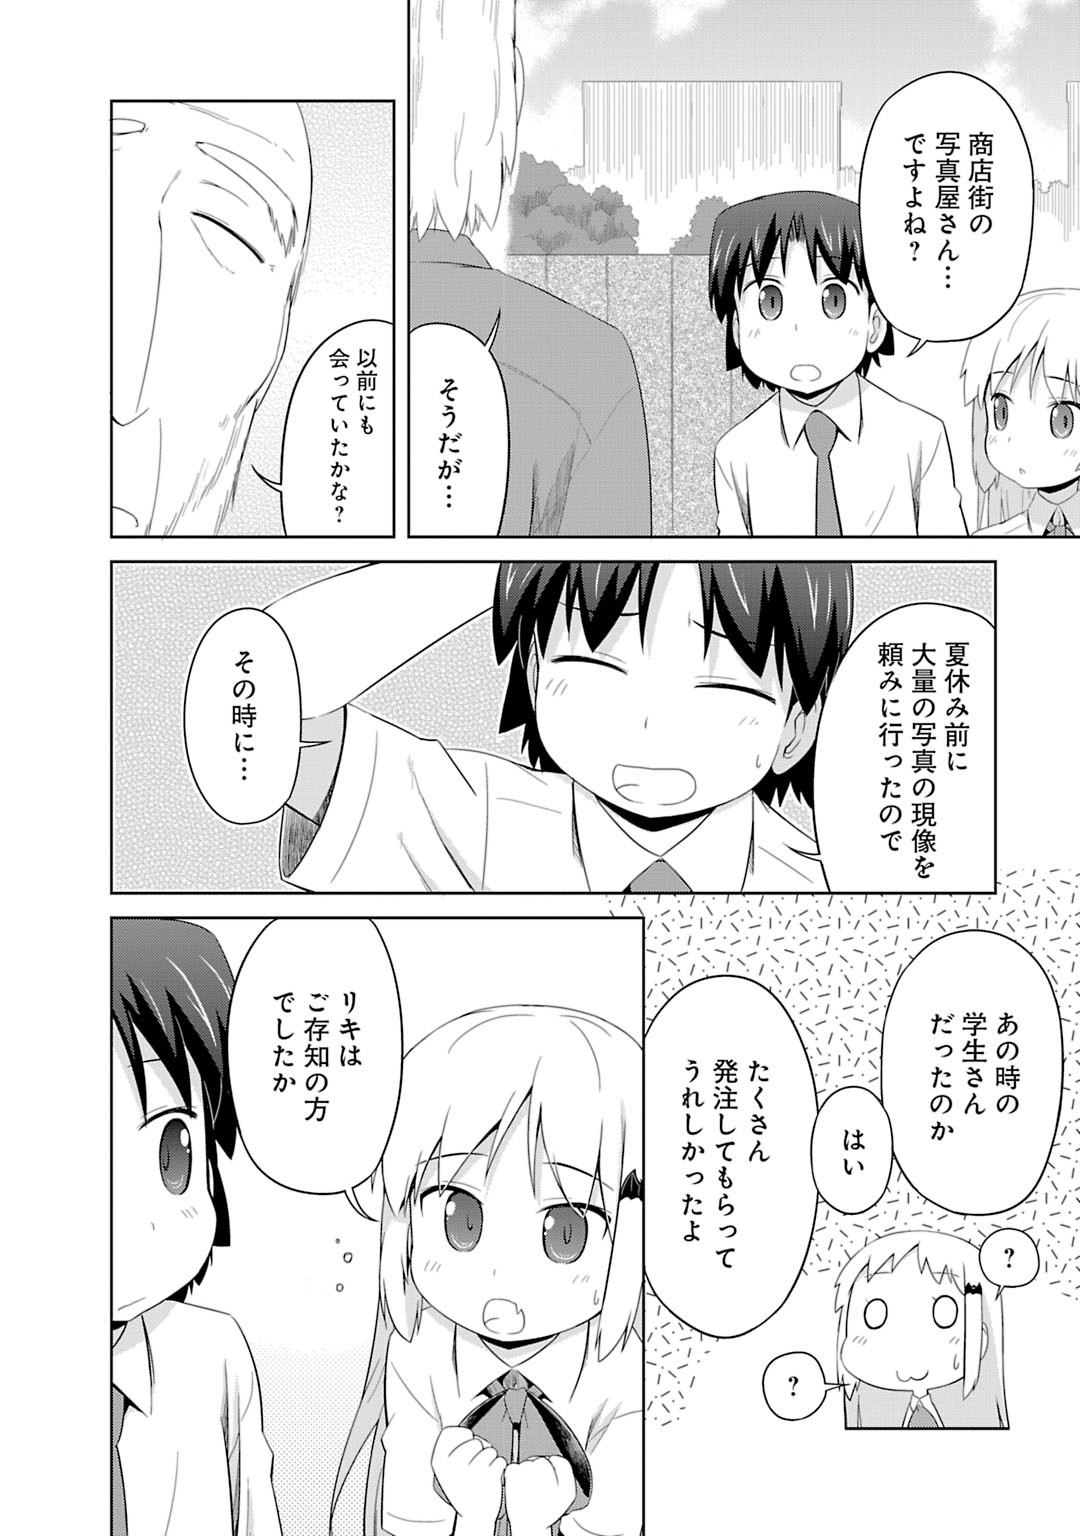 商店街の
写真屋さん…
ですよね?
そうだが…
以前にも
会っていたかな?
夏休み前に
大量の写真の現像を
頼みに行ったので
その時に…
あの時の
学生さん
だったのか
はい
たくさん
発注してもらって
うれしかったよ
?
?
リキは
ご存知の方
でしたか